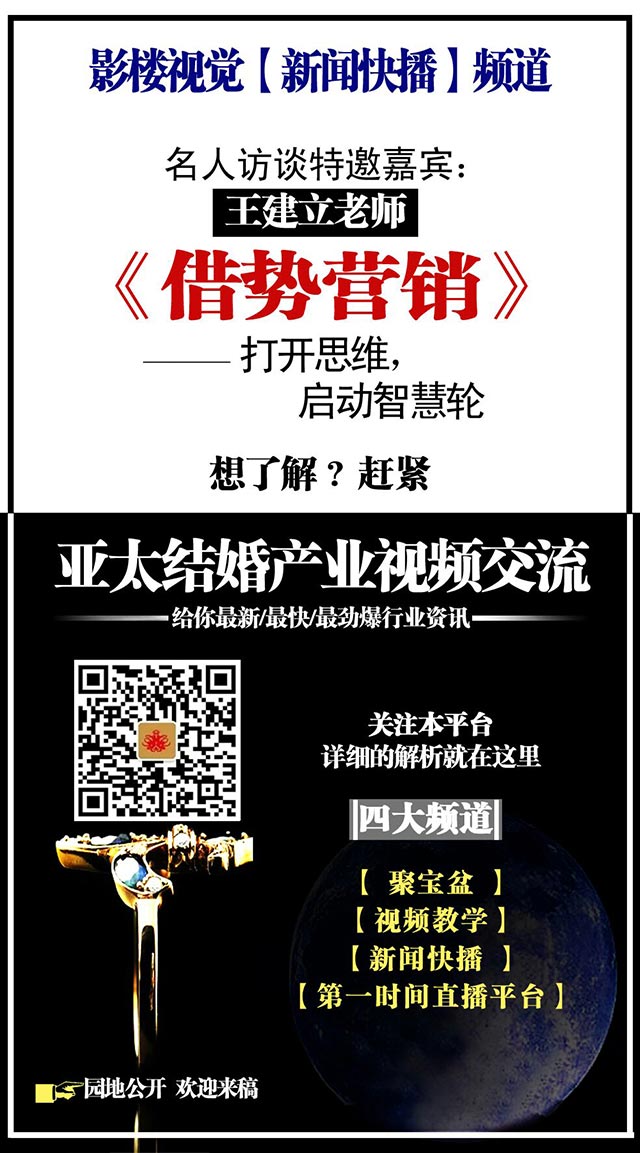 影楼视觉【新闻快播】频道
名人访谈特邀嘉宾：
王建立老师
《借势营销》
——打开思维，
启动智慧轮
想了解？赶紧
亚太结婚产业视频交流
给你最新/最快/最劲爆行业资讯
关注本平台
详细的解析就在这里
四大频道
【 聚宝盆 】
【视频教学】
【新闻快播 】
【第一时间直播平台】
园地公开 欢迎来稿